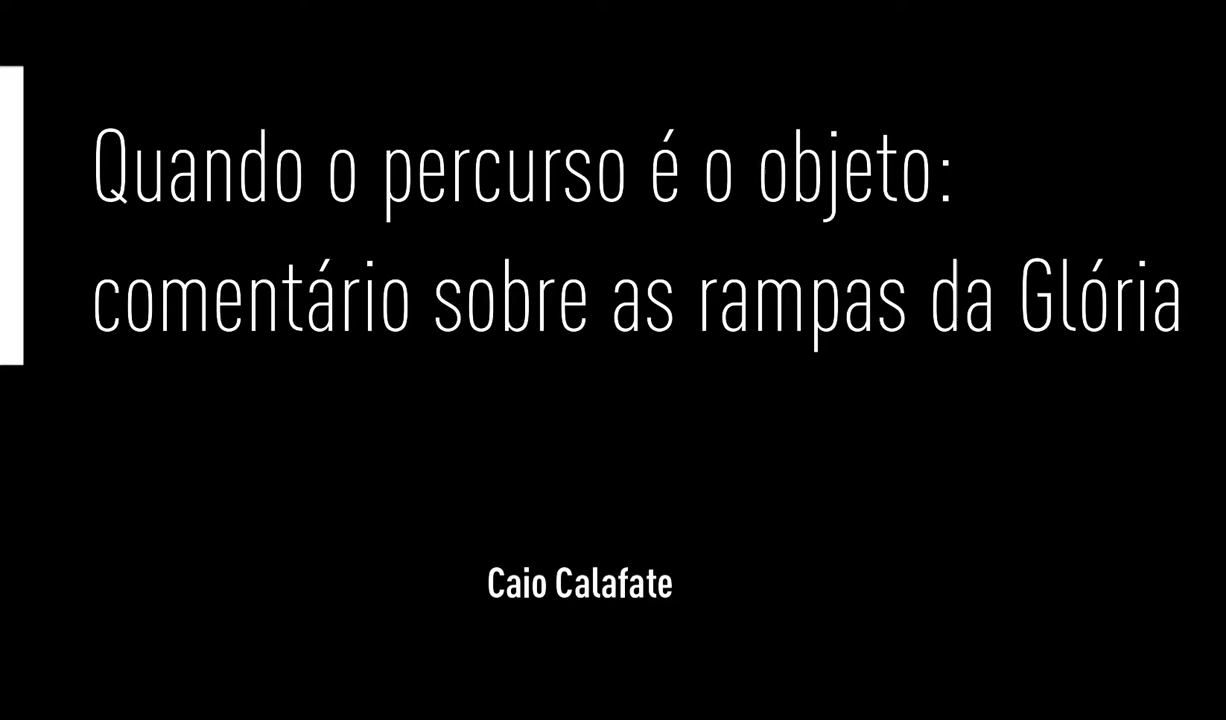 Quando o percurso é o objeto:
comentário sobre as rampas da Glória
Caio Calafate